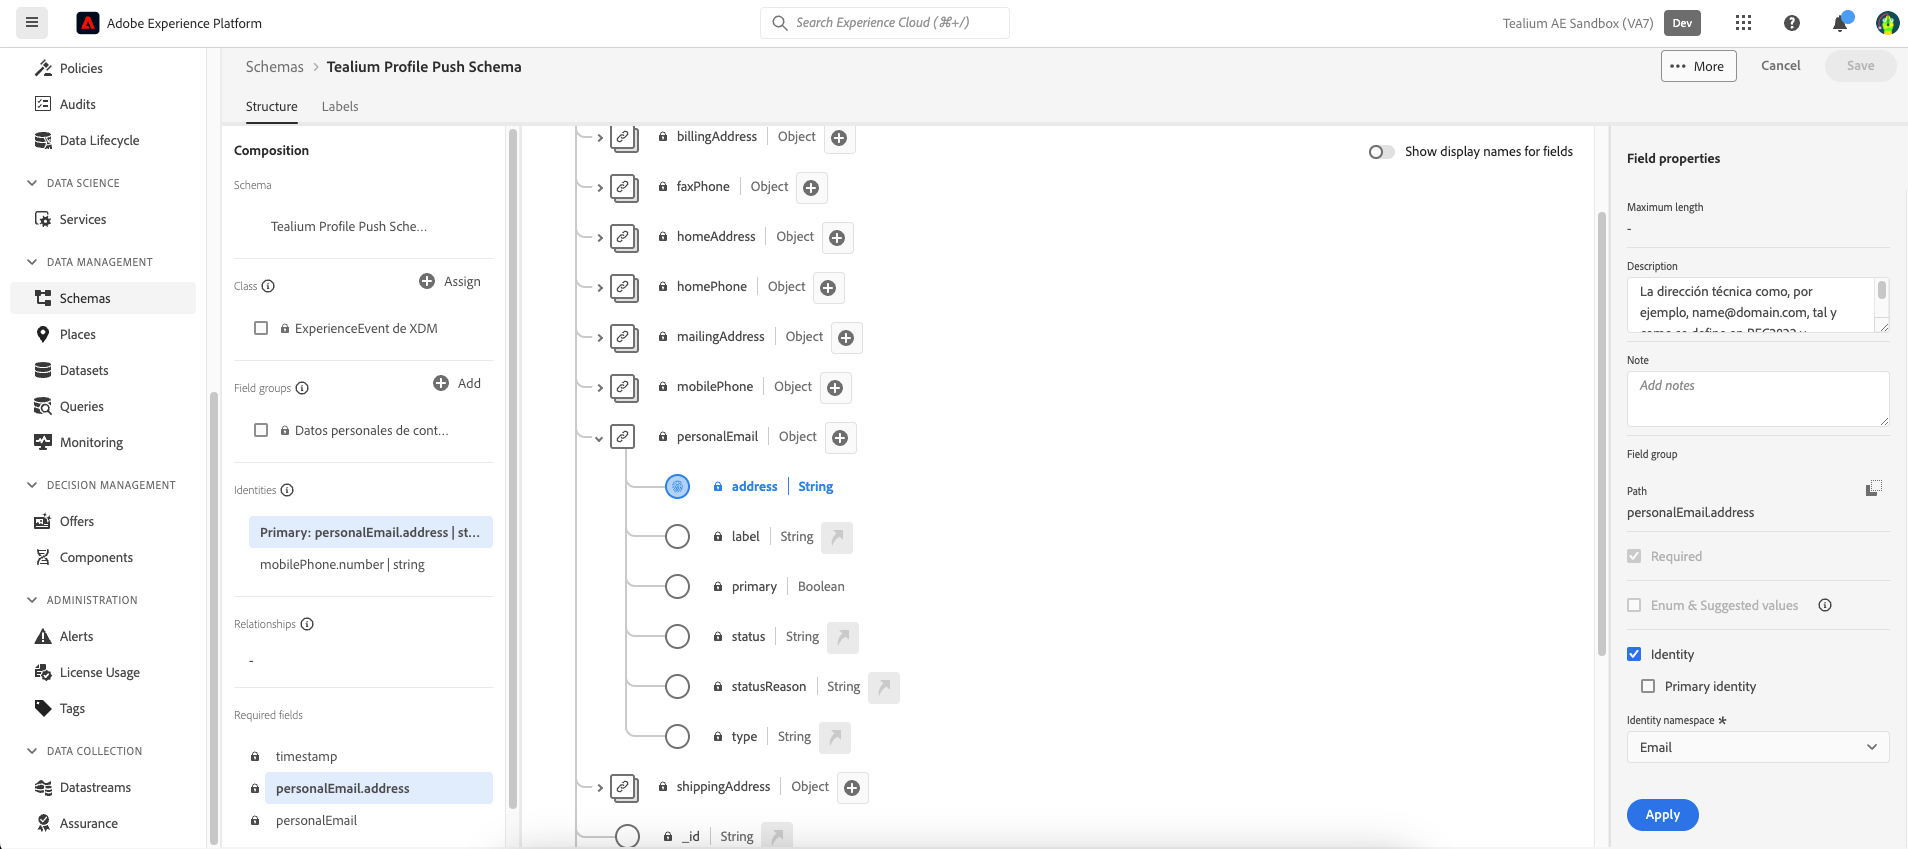 Adobe Experience Platform
Search Experience Cloud (⌘+/)
Tealium AE Sandbox (VA7)
Dev
Policies
Audits
Data Lifecycle
DATA SCIENCE
Services
DATA MANAGEMENT
Schemas
Places
Datasets
Queries
Monitoring
DECISION MANAGEMENT
Offers
Components
ADMINISTRATION
Alerts
License Usage
Tags
DATA COLLECTION
Datastreams
Assurance
Schemas > Tealium Profile Push Schema
••• More
Cancel
Save
Structure
Labels
Composition
Schema
Tealium Profile Push Sche...
Class
Assign
ExperienceEvent de XDM
Field groups
Add
Datos personales de cont...
Identities
Primary: personalEmail.address | st...
mobilePhone.number | string
Relationships
-
Required fields
timestamp
personalEmail.address
personalEmail
billingAddress | Object
faxPhone | Object
homeAddress | Object
homePhone | Object
mailingAddress | Object
mobilePhone | Object
personalEmail | Object
address | String
label | String
primary | Boolean
status | String
statusReason | String
type | String
shippingAddress | Object
_id | String
Show display names for fields
Field properties
Maximum length
-
Description
La dirección técnica como, por
ejemplo, name@domain.com, tal y
como se define en RFC2822 y
Note
Add notes
Field group
Path
personalEmail.address
Required
Enum & Suggested values
Identity
Primary identity
Identity namespace *
Email
Apply